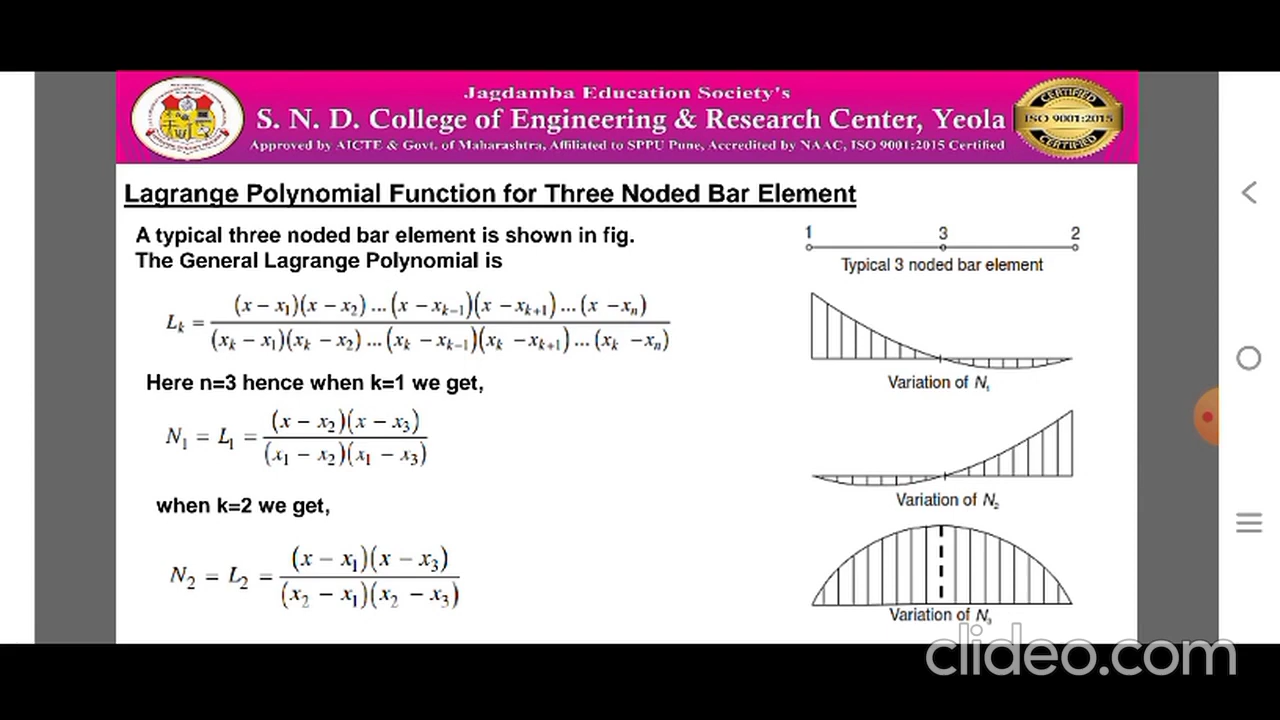 Jagdamba Education Society's
S. N. D. College of Engineering & Research Center, Yeola
Approved by AICTE & Govt. of Maharashtra, Affiliated to SPPU Pune, Accredited by NAAC, ISO 9001:2015 Certified
CERTIFIED
ISO 9001:2015
CERTIFIED
Lagrange Polynomial Function for Three Noded Bar Element
A typical three noded bar element is shown in fig.
The General Lagrange Polynomial is
Lₖ = (x − x₁)(x − x₂) ... (x − xₖ₋₁)(x − xₖ₊₁) ... (x − xₙ) / (xₖ − x₁)(xₖ − x₂) ... (xₖ − xₖ₋₁)(xₖ − xₖ₊₁) ... (xₖ − xₙ)
Here n=3 hence when k=1 we get,
N₁ = L₁ = (x − x₂)(x − x₃) / (x₁ − x₂)(x₁ − x₃)
when k=2 we get,
N₂ = L₂ = (x − x₁)(x − x₃) / (x₂ − x₁)(x₂ − x₃)
1 3 2
Typical 3 noded bar element
Variation of N₁
Variation of N₂
Variation of N₃
clideo.com